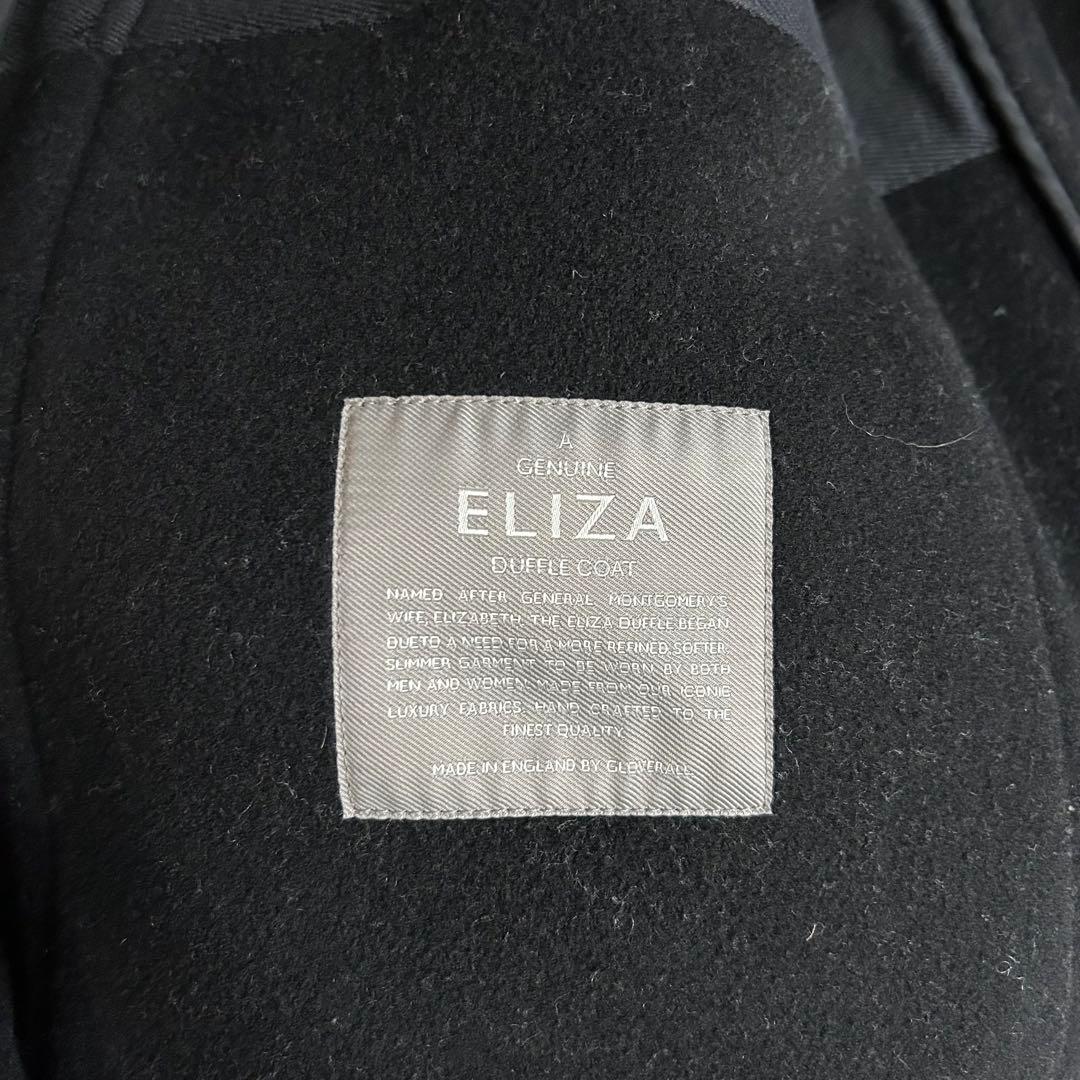 A
GENUINE
ELIZA
DUFFLE COAT
NAMED AFTER GENERAL MONTGOMERY'S
WIFE, ELIZABETH. THE ELIZA DUFFLE BEGAN
DUE TO A NEED FOR A MORE REFINED, SOFTER
SLIMMER GARMENT TO BE WORN BY BOTH
MEN AND WOMEN. MADE FROM OUR ICONIC
LUXURY FABRICS. HAND CRAFTED TO THE
FINEST QUALITY.
MADE IN ENGLAND BY GLOVERALL.